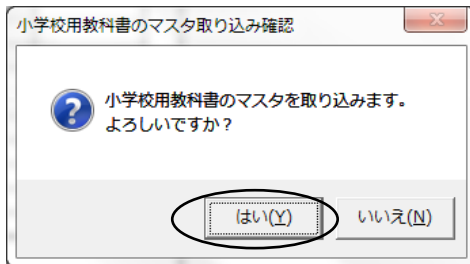 小学校用教科書のマスタ取り込み確認
小学校用教科書のマスタを取り込みます。
よろしいですか？
はい(Y)
いいえ(N)